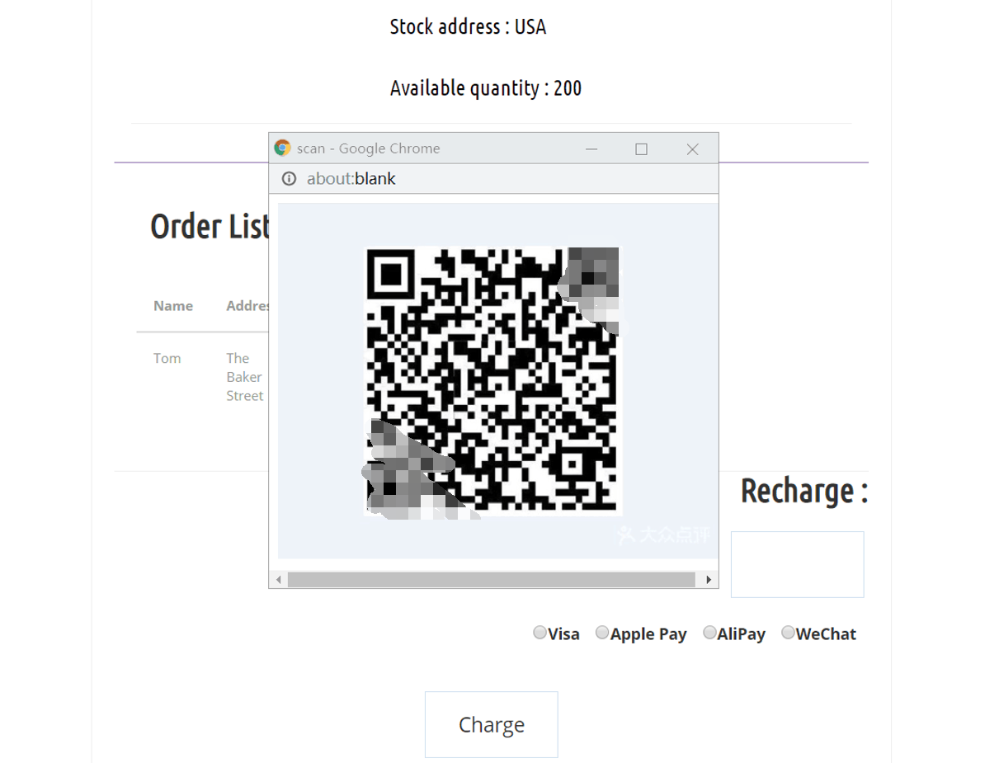 Stock address : USA
Available quantity : 200
scan - Google Chrome
about:blank
Order List
Name
Tom
The
Baker
Street
大众点评
Recharge :
Visa
Apple Pay
AliPay
WeChat
Charge